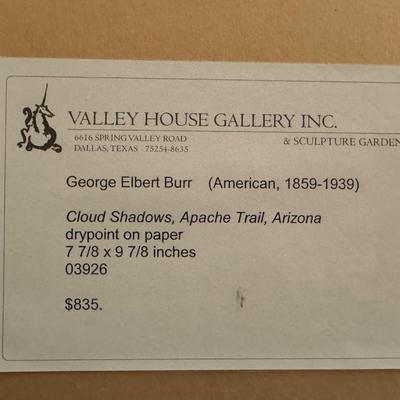 VALLEY HOUSE GALLERY INC.
6616 SPRING VALLEY ROAD & SCULPTURE GARDEN
DALLAS, TEXAS 75254-8635
George Elbert Burr (American, 1859-1939)
Cloud Shadows, Apache Trail, Arizona
drypoint on paper
7 7/8 x 9 7/8 inches
03926
$835.